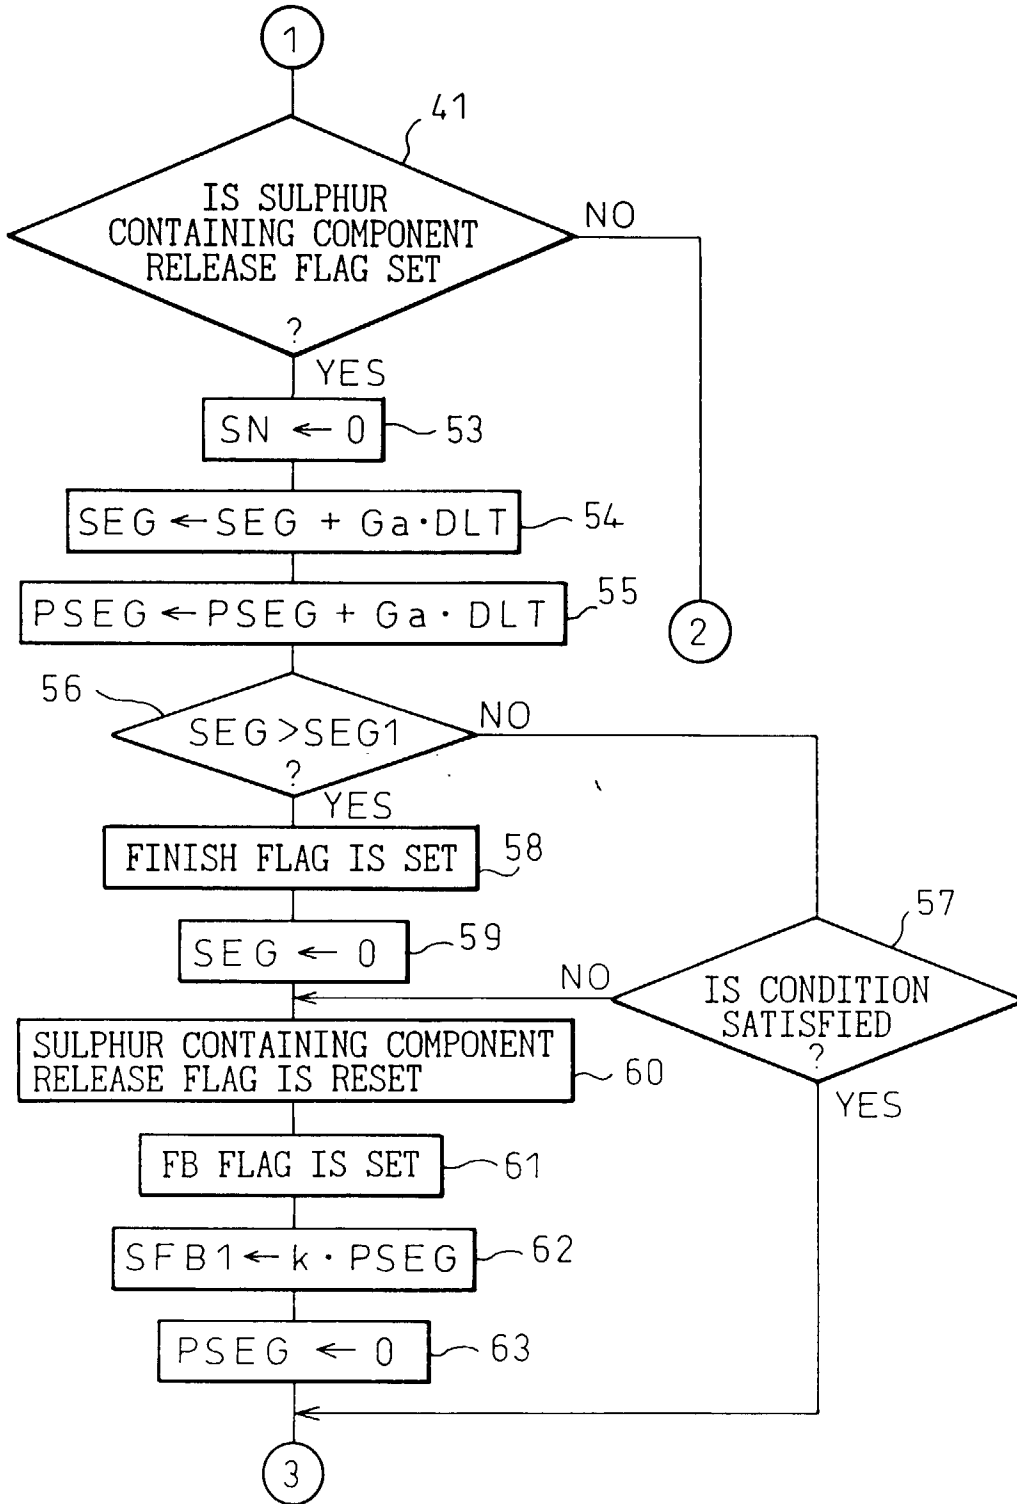 1
41
IS SULPHUR
CONTAINING COMPONENT
RELEASE FLAG SET
?
NO
YES
SN ← 0
53
SEG ← SEG + Ga·DLT
54
PSEG ← PSEG + Ga·DLT
55
2
56
SEG>SEG1
?
NO
YES
FINISH FLAG IS SET
58
SEG ← 0
59
57
IS CONDITION
SATISFIED
?
NO
YES
SULPHUR CONTAINING COMPONENT
RELEASE FLAG IS RESET
60
FB FLAG IS SET
61
SFB1 ← k·PSEG
62
PSEG ← 0
63
3